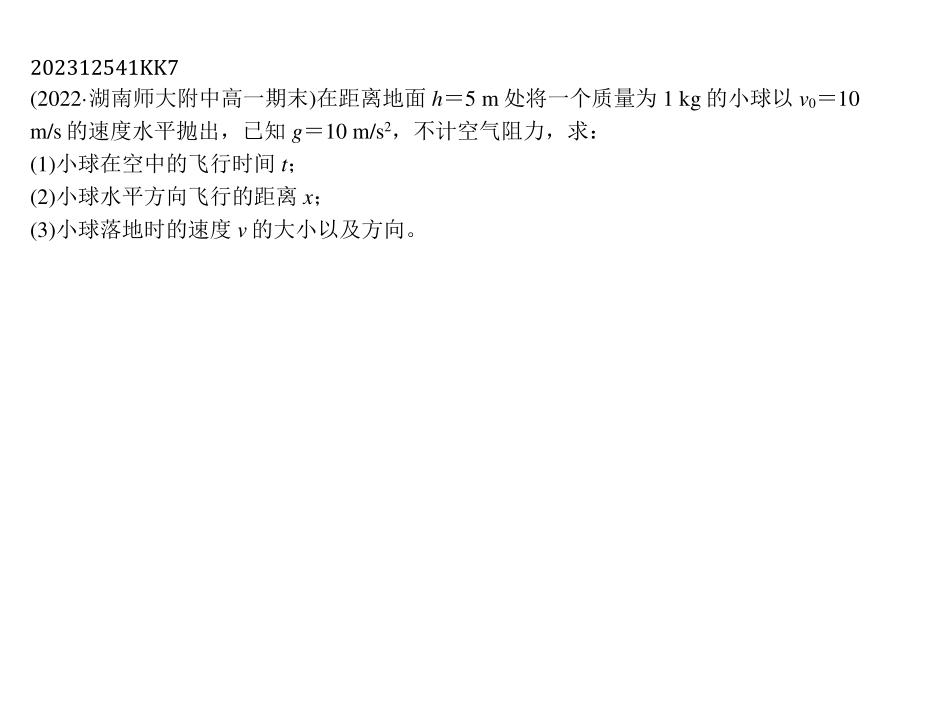 202312541KK7
(2022·湖南师大附中高一期末)在距离地面 h＝5 m 处将一个质量为 1 kg 的小球以 v₀＝10
m/s 的速度水平抛出，已知 g＝10 m/s²，不计空气阻力，求：
(1)小球在空中的飞行时间 t；
(2)小球水平方向飞行的距离 x；
(3)小球落地时的速度 v 的大小以及方向。